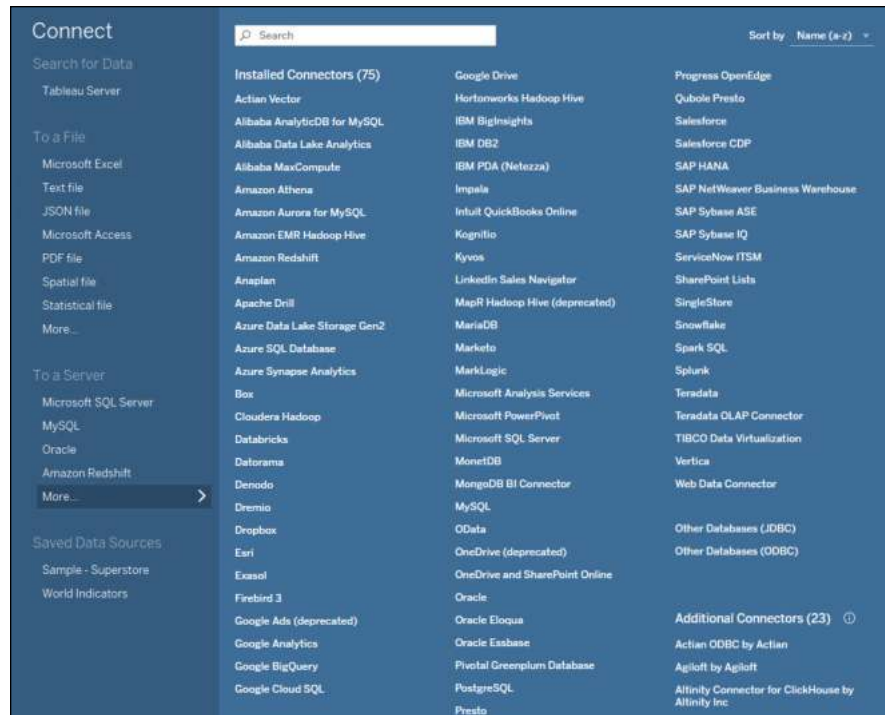 Connect
Search for Data
Tableau Server
To a File
Microsoft Excel
Text file
JSON file
Microsoft Access
PDF file
Spatial file
Statistical file
More...
To a Server
Microsoft SQL Server
MySQL
Oracle
Amazon Redshift
More...
Saved Data Sources
Sample - Superstore
World Indicators
Search
Sort by Name (a-z)
Installed Connectors (75)
Actian Vector
Alibaba AnalyticDB for MySQL
Alibaba Data Lake Analytics
Alibaba MaxCompute
Amazon Athena
Amazon Aurora for MySQL
Amazon EMR Hadoop Hive
Amazon Redshift
Anaplan
Apache Drill
Azure Data Lake Storage Gen2
Azure SQL Database
Azure Synapse Analytics
Box
Cloudera Hadoop
Databricks
Datorama
Denodo
Dremio
Dropbox
Esri
Exasol
Firebird 3
Google Ads (deprecated)
Google Analytics
Google BigQuery
Google Cloud SQL
Google Drive
Hortonworks Hadoop Hive
IBM BigInsights
IBM DB2
IBM PDA (Netezza)
Impala
Intuit QuickBooks Online
Kognitio
Kyvos
LinkedIn Sales Navigator
MapR Hadoop Hive (deprecated)
MariaDB
Marketo
MarkLogic
Microsoft Analysis Services
Microsoft PowerPivot
Microsoft SQL Server
MonetDB
MongoDB BI Connector
MySQL
OData
OneDrive (deprecated)
OneDrive and SharePoint Online
Oracle
Oracle Eloqua
Oracle Essbase
Pivotal Greenplum Database
PostgreSQL
Presto
Progress OpenEdge
Qubole Presto
Salesforce
Salesforce CDP
SAP HANA
SAP NetWeaver Business Warehouse
SAP Sybase ASE
SAP Sybase IQ
ServiceNow ITSM
SharePoint Lists
SingleStore
Snowflake
Spark SQL
Splunk
Teradata
Teradata OLAP Connector
TIBCO Data Virtualization
Vertica
Web Data Connector
Other Databases (JDBC)
Other Databases (ODBC)
Additional Connectors (23)
Actian ODBC by Actian
Agiloft by Agiloft
Altinity Connector for ClickHouse by
Altinity Inc